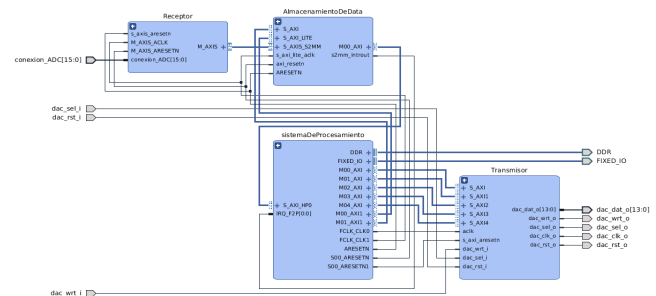 Receptor
s_axis_aresetn
M_AXIS_ACLK
M_AXIS_ARESETN
conexion_ADC[15:0]
M_AXIS
conexion_ADC[15:0]
AlmacenamientoDeData
S_AXI
S_AXI_LITE
S_AXIS_S2MM
s_axi_lite_aclk
axi_resetn
ARESETN
M00_AXI
s2mm_introut
dac_sel_i
dac_rst_i
sistemaDeProcesamiento
S_AXI_HP0
IRQ_F2P[0:0]
DDR
FIXED_IO
M00_AXI
M01_AXI
M02_AXI
M03_AXI
M04_AXI
M00_AXI1
M01_AXI1
FCLK_CLK0
FCLK_CLK1
ARESETN
S00_ARESETN
S00_ARESETN1
DDR
FIXED_IO
Transmisor
S_AXI
S_AXI1
S_AXI2
S_AXI3
S_AXI4
aclk
s_axi_aresetn
dac_wrt_i
dac_sel_i
dac_rst_i
dac_dat_o[13:0]
dac_wrt_o
dac_sel_o
dac_clk_o
dac_rst_o
dac_dat_o[13:0]
dac_wrt_o
dac_sel_o
dac_clk_o
dac_rst_o
dac_wrt_i